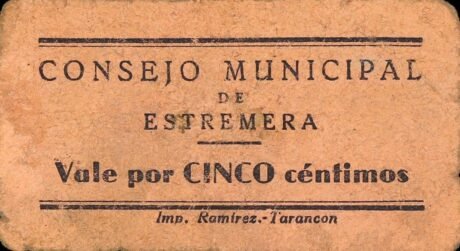 CONSEJO MUNICIPAL
DE
ESTREMERA
Vale por CINCO céntimos
Imp. Ramírez.-Tarancon